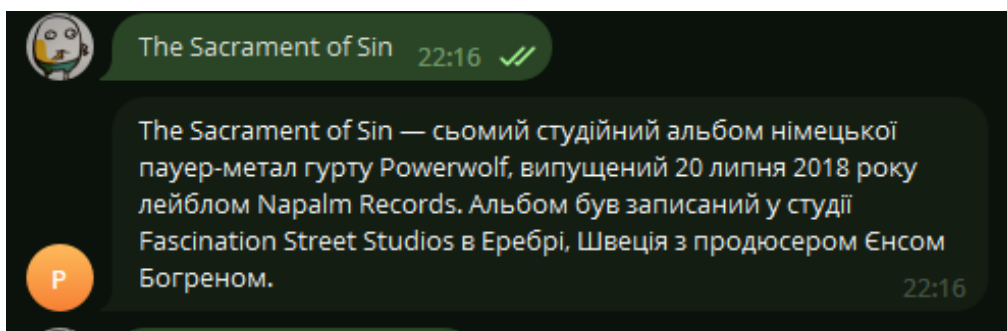 The Sacrament of Sin 22:16
The Sacrament of Sin — сьомий студійний альбом німецької
пауер-метал гурту Powerwolf, випущений 20 липня 2018 року
лейблом Napalm Records. Альбом був записаний у студії
Fascination Street Studios в Еребрі, Швеція з продюсером Єнсом
Богреном.
22:16
P